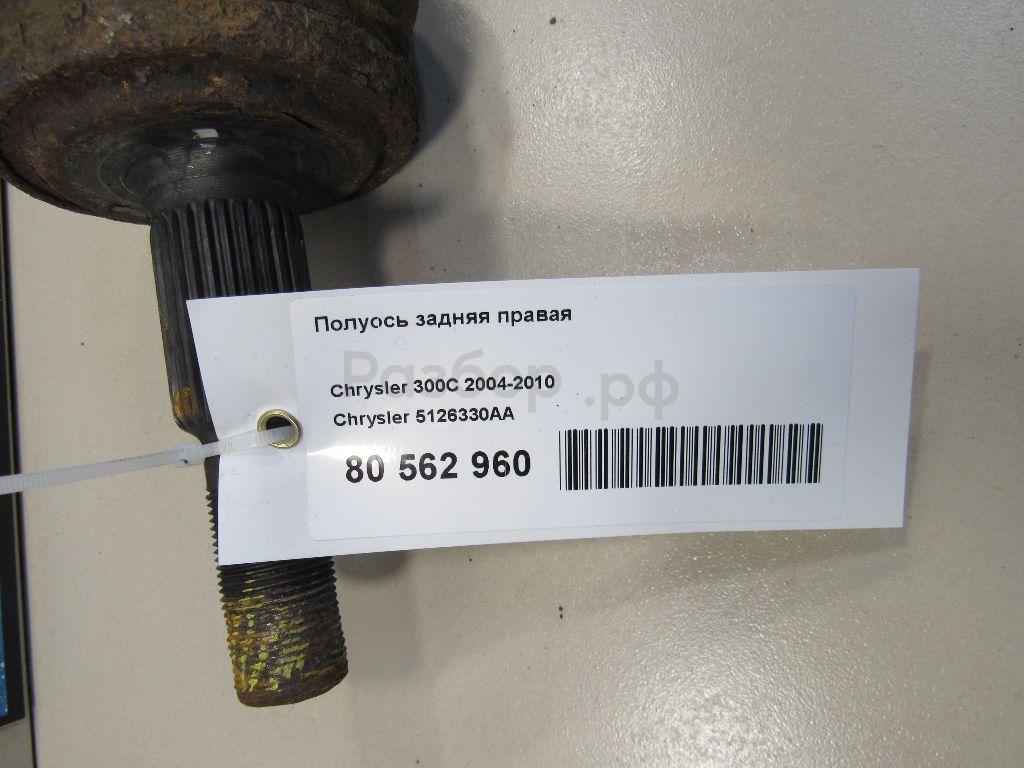 Полуось задняя правая
Разбор.рф
Chrysler 300C 2004-2010
Chrysler 5126330AA
80 562 960